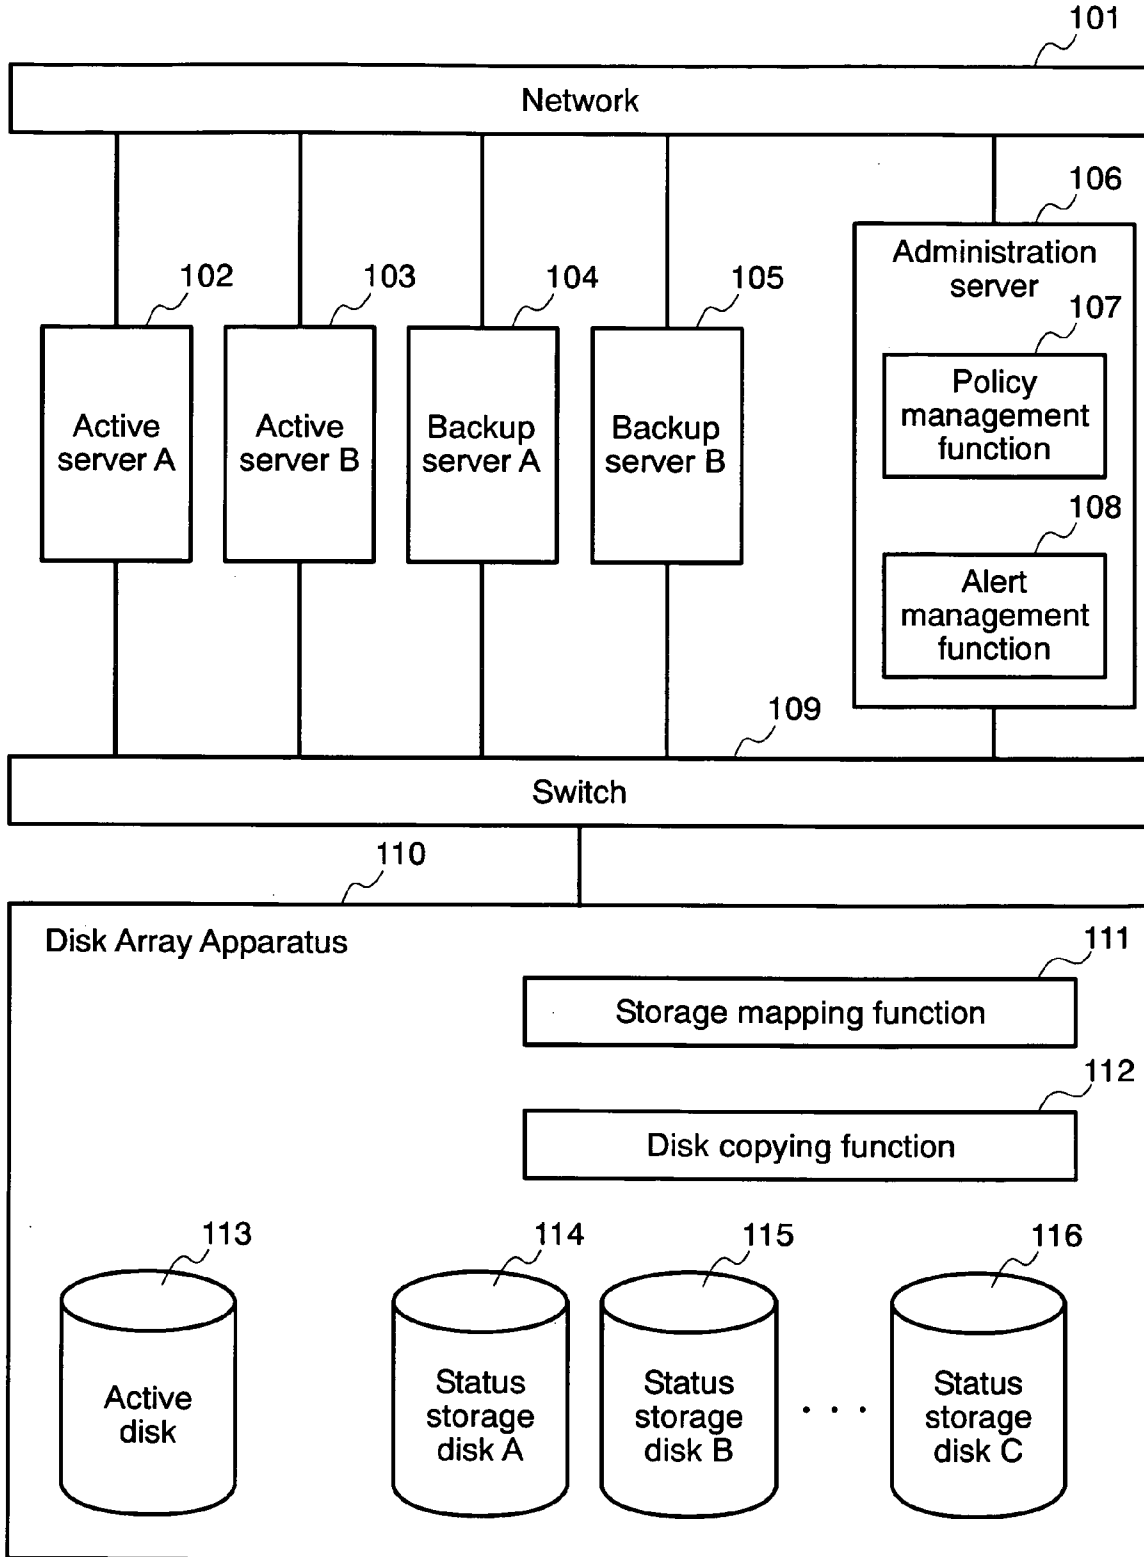 101
Network
106
Administration
server
102
103
104
105
107
Active
server A
Active
server B
Backup
server A
Backup
server B
Policy
management
function
108
Alert
management
function
109
Switch
110
Disk Array Apparatus
111
Storage mapping function
112
Disk copying function
113
114
115
116
Active
disk
Status
storage
disk A
Status
storage
disk B
. . .
Status
storage
disk C